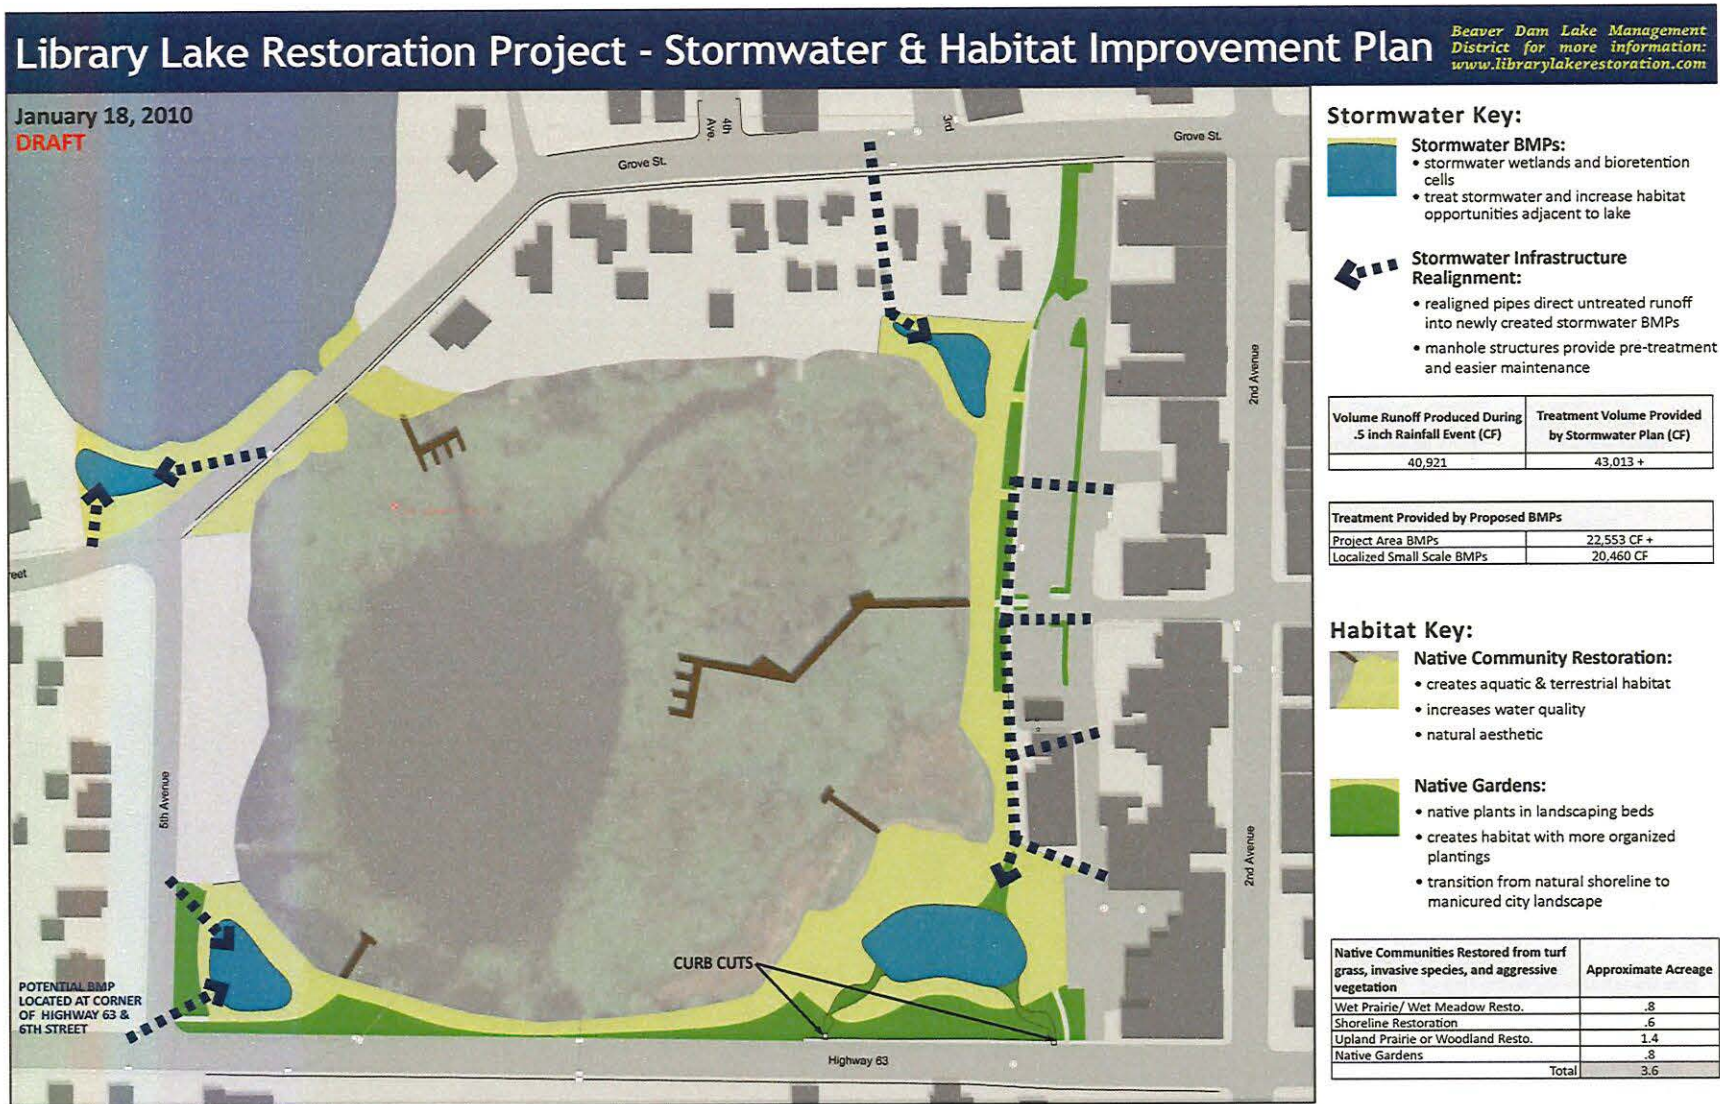 Library Lake Restoration Project - Stormwater & Habitat Improvement Plan
Beaver Dam Lake Management
District for more information:
www.librarylakerestoration.com
January 18, 2010
DRAFT
4th
Ave.
3rd
Grove St.
Grove St.
2nd Avenue
2nd Avenue
reet
5th Avenue
CURB CUTS
POTENTIAL BMP
LOCATED AT CORNER
OF HIGHWAY 63 &
6TH STREET
Highway 63
Stormwater Key:
Stormwater BMPs:
• stormwater wetlands and bioretention
cells
• treat stormwater and increase habitat
opportunities adjacent to lake
Stormwater Infrastructure
Realignment:
• realigned pipes direct untreated runoff
into newly created stormwater BMPs
• manhole structures provide pre-treatment
and easier maintenance
Volume Runoff Produced During
.5 inch Rainfall Event (CF)
Treatment Volume Provided
by Stormwater Plan (CF)
40,921
43,013 +
Treatment Provided by Proposed BMPs
Project Area BMPs 22,553 CF +
Localized Small Scale BMPs 20,460 CF
Habitat Key:
Native Community Restoration:
• creates aquatic & terrestrial habitat
• increases water quality
• natural aesthetic
Native Gardens:
• native plants in landscaping beds
• creates habitat with more organized
plantings
• transition from natural shoreline to
manicured city landscape
Native Communities Restored from turf
grass, invasive species, and aggressive
vegetation
Approximate Acreage
Wet Prairie/ Wet Meadow Resto. .8
Shoreline Restoration .6
Upland Prairie or Woodland Resto. 1.4
Native Gardens .8
Total 3.6